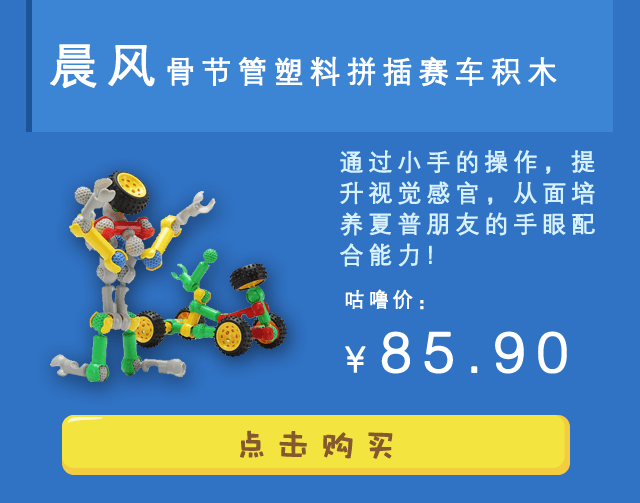 晨风骨节管塑料拼插赛车积木
通过小手的操作，提
升视觉感官，从面培
养夏普朋友的手眼配
合能力！
咕噜价：
¥85.90
点击购买